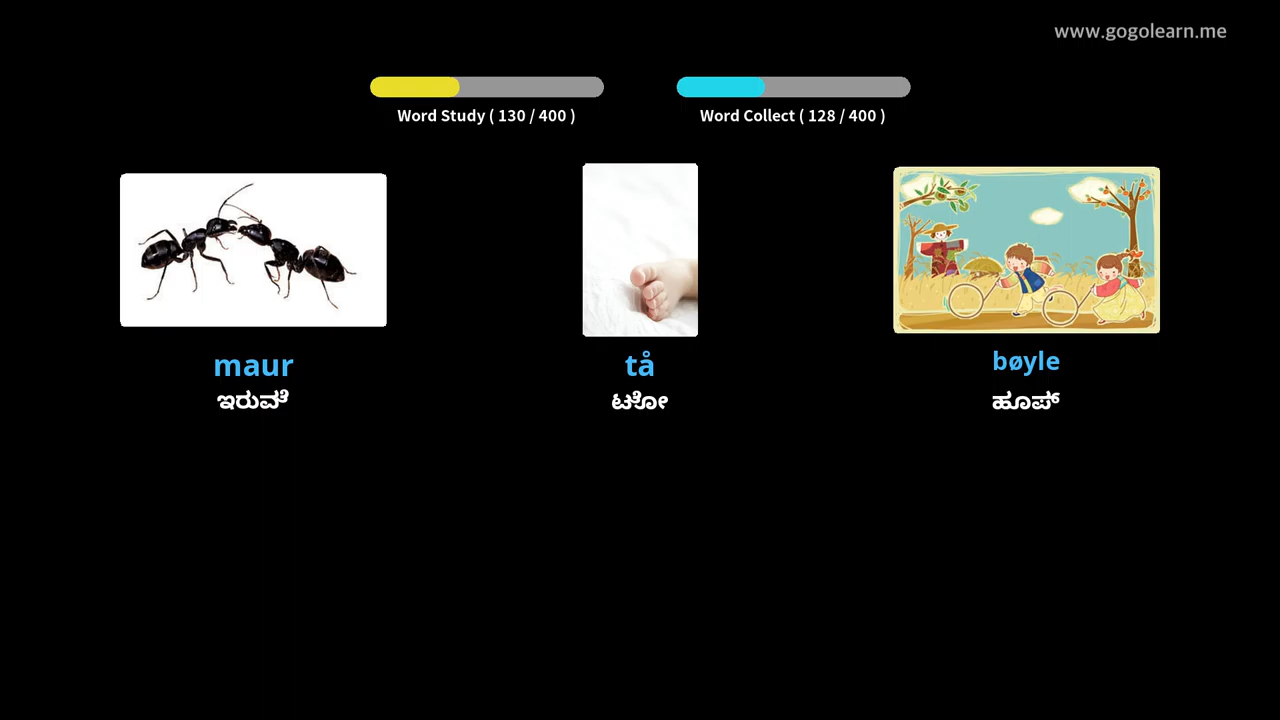 www.gogolearn.me
Word Study ( 130 / 400 )
Word Collect ( 128 / 400 )
maur
ಇರುವೆ
tå
ಟೋ
bøyle
ಹೂಪ್